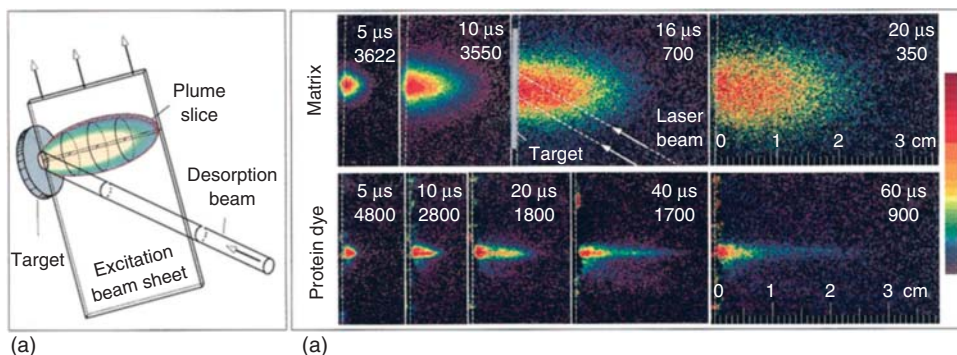 Plume
slice
Desorption
beam
Target
Excitation
beam sheet
(a)
Matrix
5 µs
3622
10 µs
3550
16 µs
700
Laser
beam
Target
20 µs
350
0 1 2 3 cm
Protein dye
5 µs
4800
10 µs
2800
20 µs
1800
40 µs
1700
60 µs
900
0 1 2 3 cm
(a)